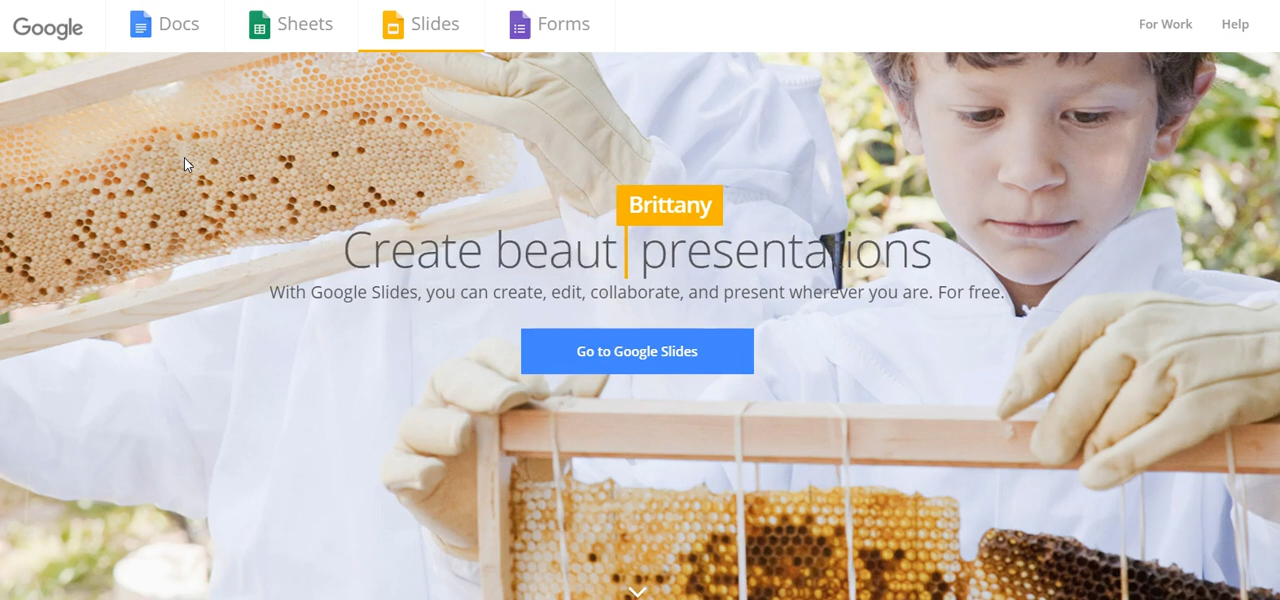 Google
Docs
Sheets
Slides
Forms
For Work
Help
Brittany
Create beaut presentations
With Google Slides, you can create, edit, collaborate, and present wherever you are. For free.
Go to Google Slides